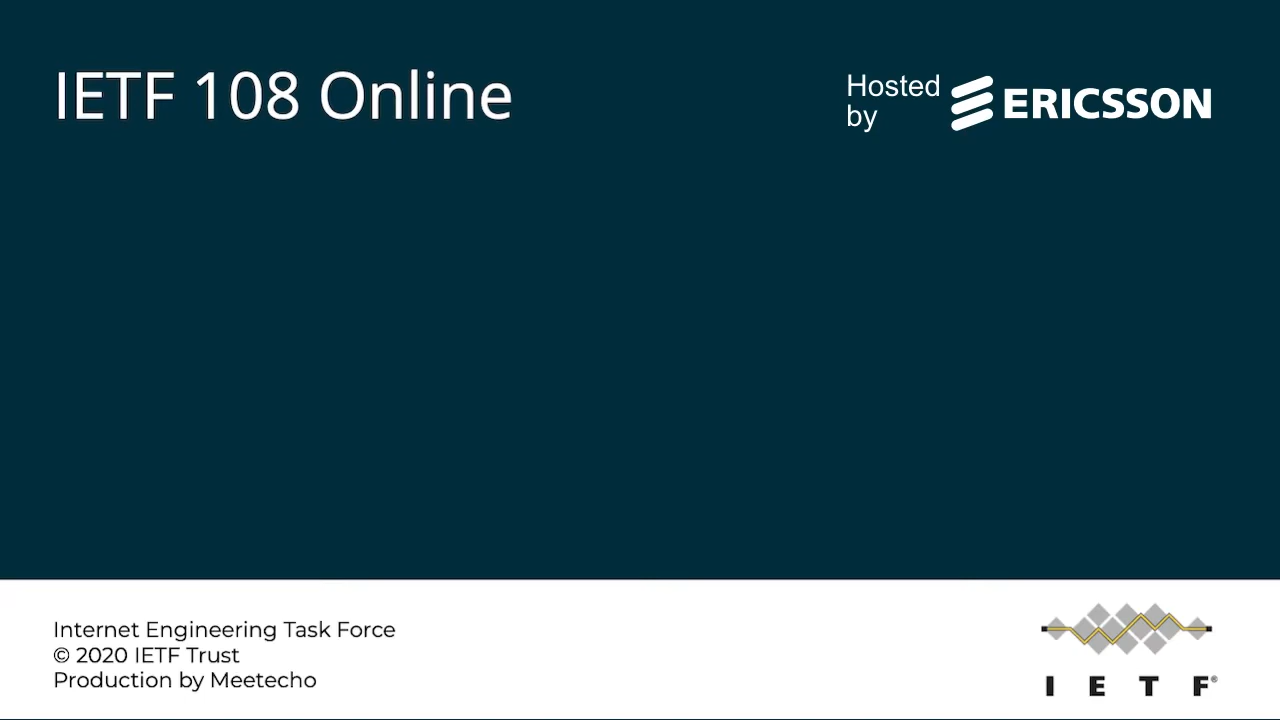 IETF 108 Online
Hosted
by
ERICSSON
Internet Engineering Task Force
© 2020 IETF Trust
Production by Meetecho
I E T F®